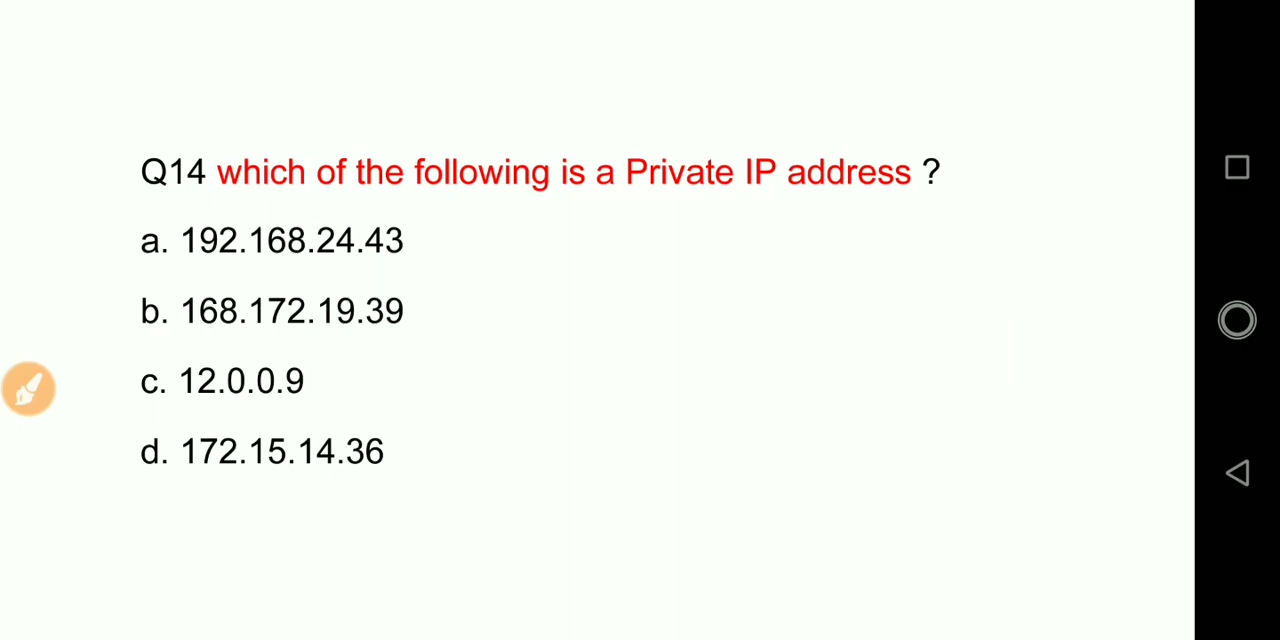 Q14 which of the following is a Private IP address ?
a. 192.168.24.43
b. 168.172.19.39
c. 12.0.0.9
d. 172.15.14.36